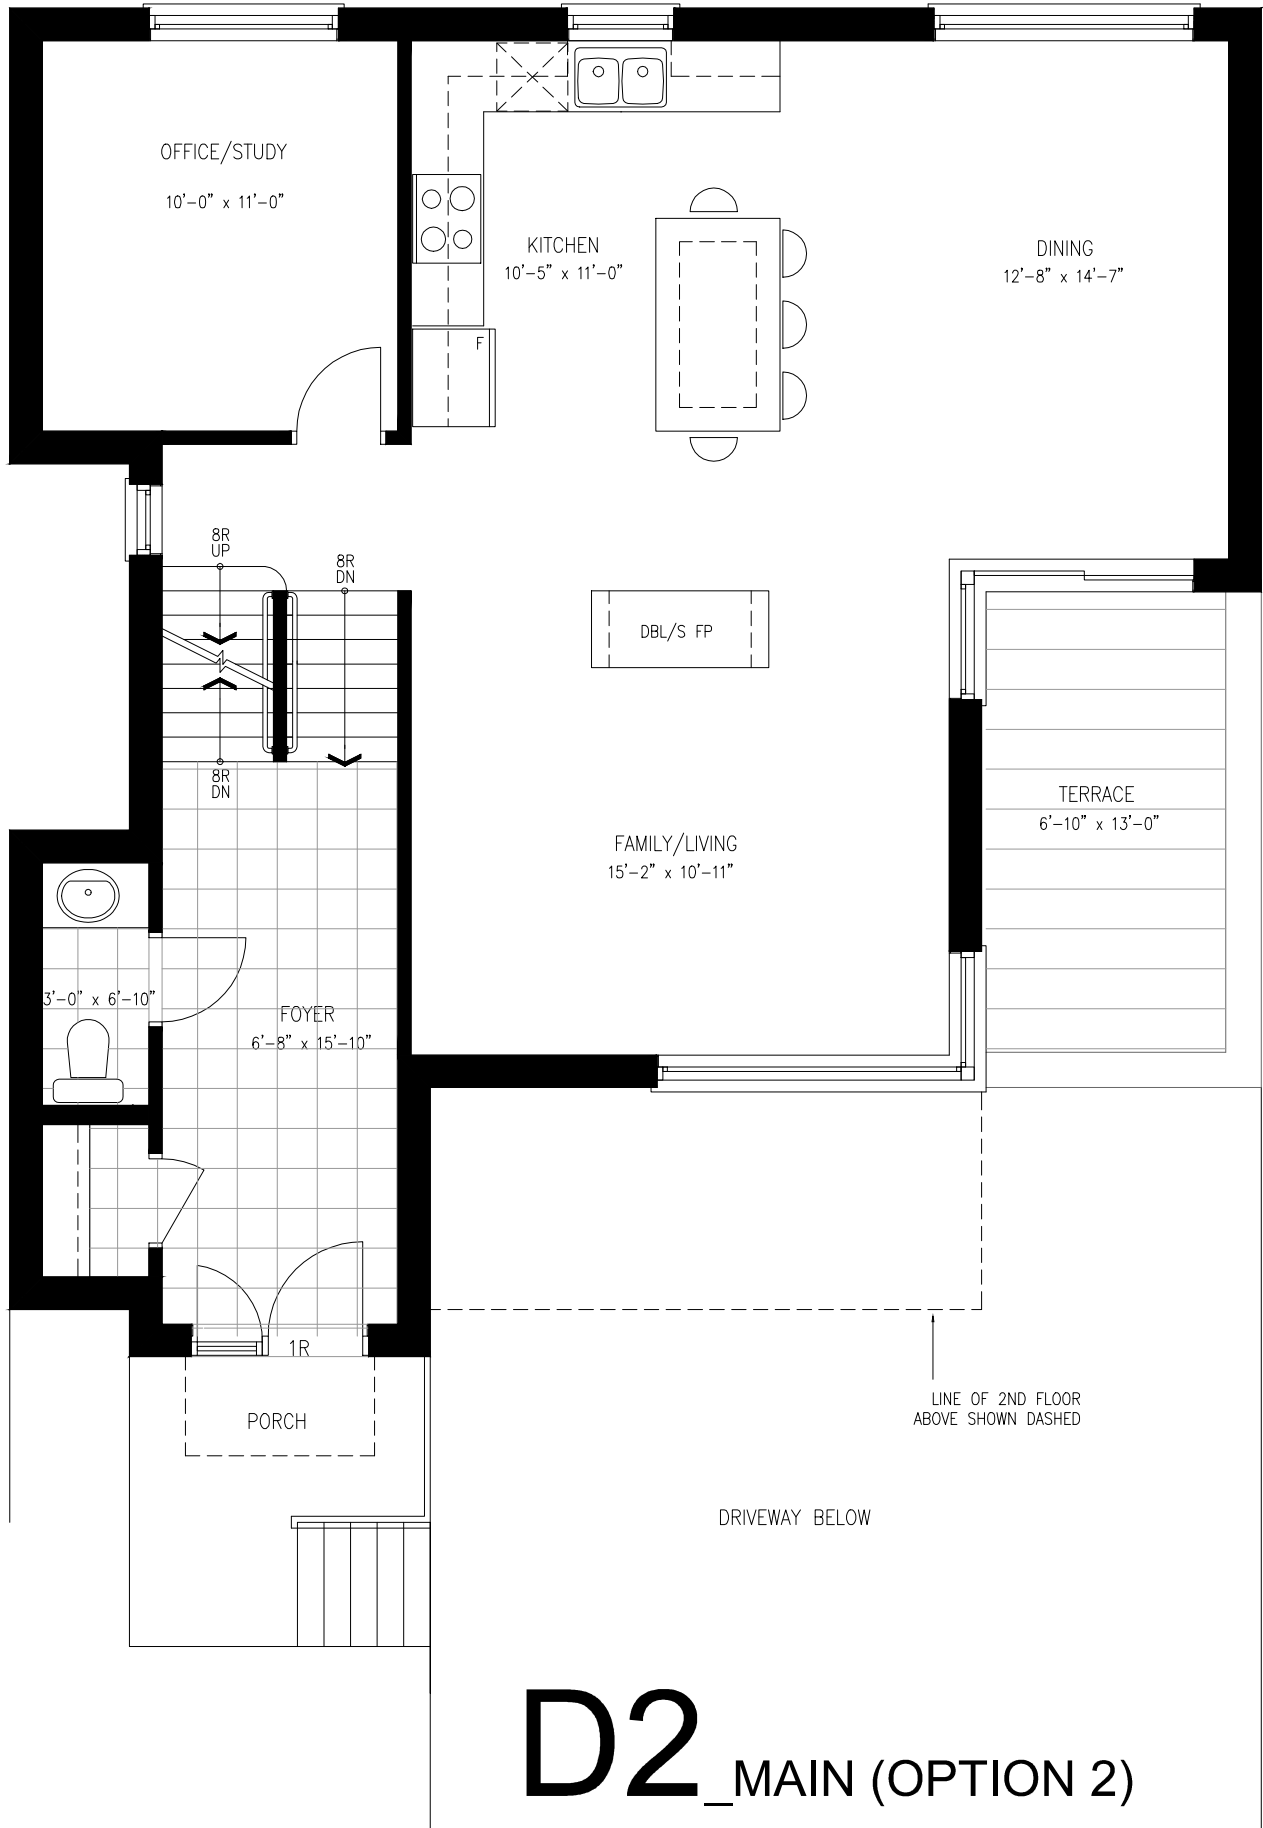 OFFICE/STUDY
10'-0" x 11'-0"
KITCHEN
10'-5" x 11'-0"
DINING
12'-8" x 14'-7"
F
8R
UP
8R
DN
DBL/S FP
8R
DN
TERRACE
6'-10" x 13'-0"
FAMILY/LIVING
15'-2" x 10'-11"
3'-0" x 6'-10"
FOYER
6'-8" x 15'-10"
1R
PORCH
LINE OF 2ND FLOOR
ABOVE SHOWN DASHED
DRIVEWAY BELOW
D2_MAIN (OPTION 2)